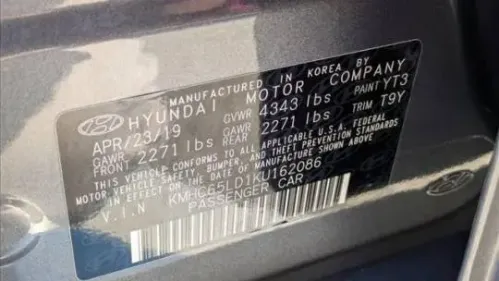 MANUFACTURED IN KOREA BY
HYUNDAI MOTOR COMPANY
APR/23/19 GVWR 4343 lbs PAINT YT3
GAWR FRONT 2271 lbs GAWR REAR 2271 lbs TRIM T9Y
THIS VEHICLE CONFORMS TO ALL APPLICABLE U.S.A. FEDERAL
MOTOR VEHICLE SAFETY, BUMPER, AND THEFT PREVENTION STANDARDS
IN EFFECT ON THE DATE OF MANUFACTURE SHOWN ABOVE.
V.I.N KMHCG5LD1KU162086
PASSENGER CAR